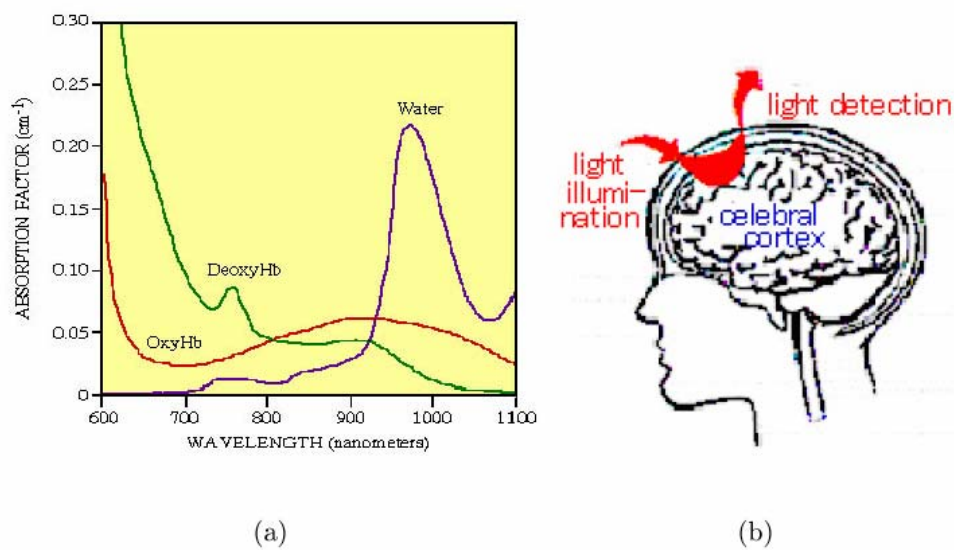 0.30
0.25
0.20
0.15
0.10
0.05
0
ABSORPTION FACTOR (cm-1)
Water
DeoxyHb
OxyHb
600 700 800 900 1000 1100
WAVELENGTH (nanometers)
(a)
light detection
light
illumi-
nation
celebral
cortex
(b)